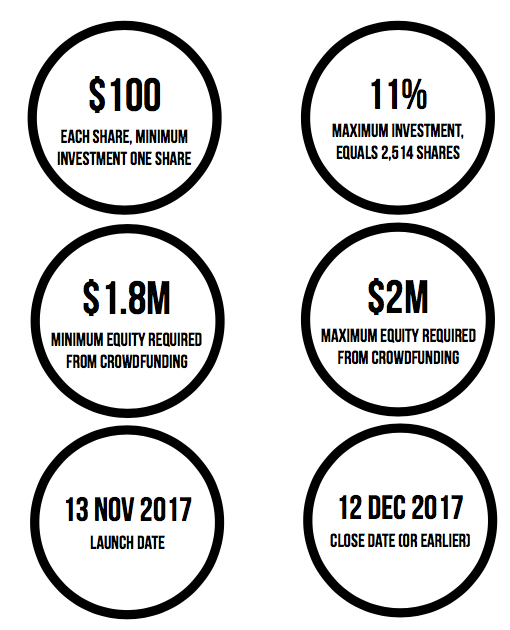 $100
EACH SHARE, MINIMUM
INVESTMENT ONE SHARE
11%
MAXIMUM INVESTMENT,
EQUALS 2,514 SHARES
$1.8M
MINIMUM EQUITY REQUIRED
FROM CROWDFUNDING
$2M
MAXIMUM EQUITY REQUIRED
FROM CROWDFUNDING
13 NOV 2017
LAUNCH DATE
12 DEC 2017
CLOSE DATE (OR EARLIER)